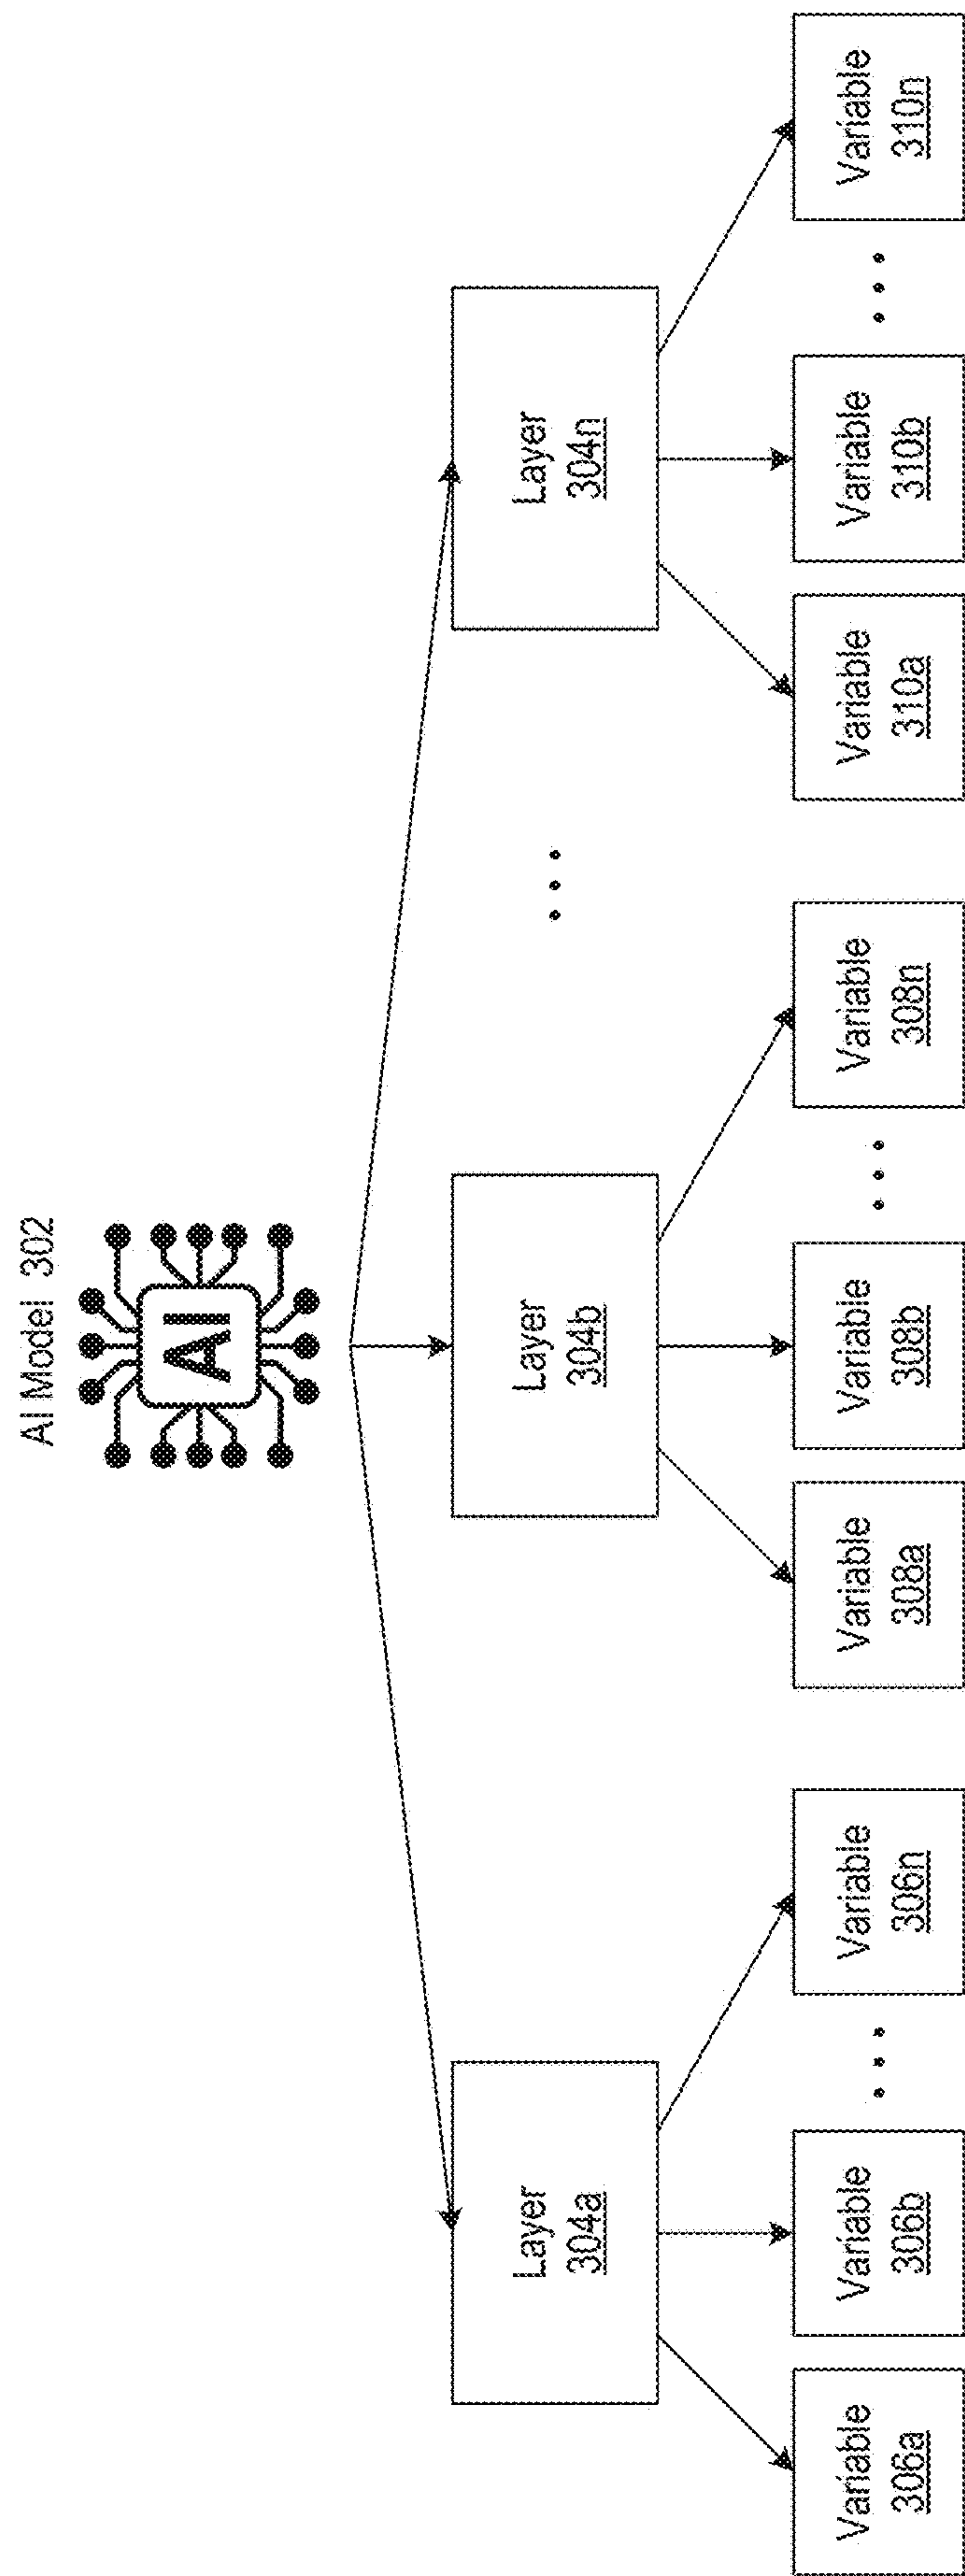 AI Model 302
AI
Layer
304a
Layer
304b
...
Layer
304n
Variable
306a
Variable
306b
...
Variable
306n
Variable
308a
Variable
308b
...
Variable
308n
Variable
310a
Variable
310b
...
Variable
310n